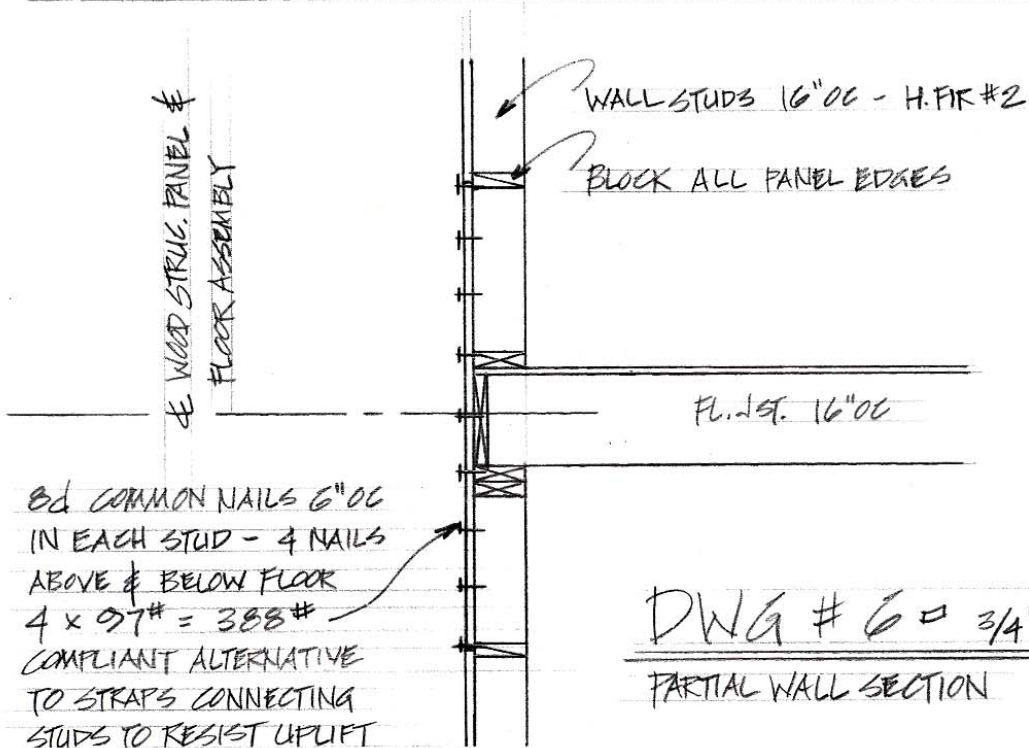 ℄ WOOD STRUC. PANEL ℄
FLOOR ASSEMBLY
WALL STUDS 16" OC - H.FIR #2
BLOCK ALL PANEL EDGES
FL. JST. 16" OC
8d COMMON NAILS 6" OC
IN EACH STUD - 4 NAILS
ABOVE & BELOW FLOOR
4 x 97# = 388#
COMPLIANT ALTERNATIVE
TO STRAPS CONNECTING
STUDS TO RESIST UPLIFT
DWG # 6 3/4
PARTIAL WALL SECTION